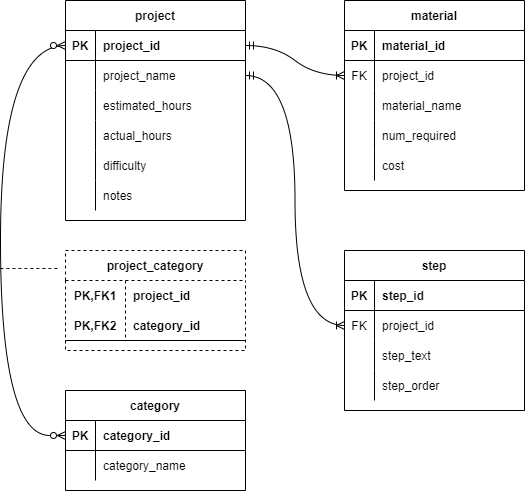 project
PK project_id
project_name
estimated_hours
actual_hours
difficulty
notes
material
PK material_id
FK project_id
material_name
num_required
cost
project_category
PK,FK1 project_id
PK,FK2 category_id
step
PK step_id
FK project_id
step_text
step_order
category
PK category_id
category_name